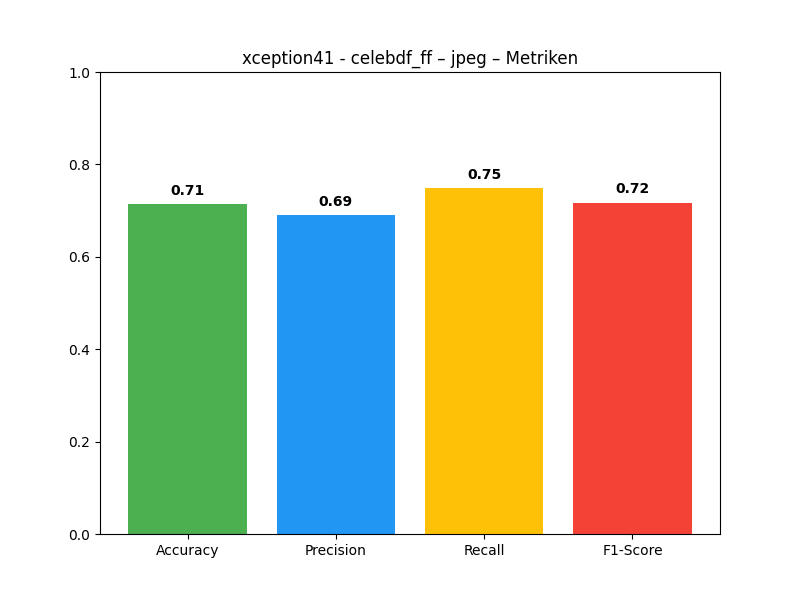 xception41 - celebdf_ff – jpeg – Metriken
1.0
0.8
0.6
0.4
0.2
0.0
0.71
0.69
0.75
0.72
Accuracy
Precision
Recall
F1-Score